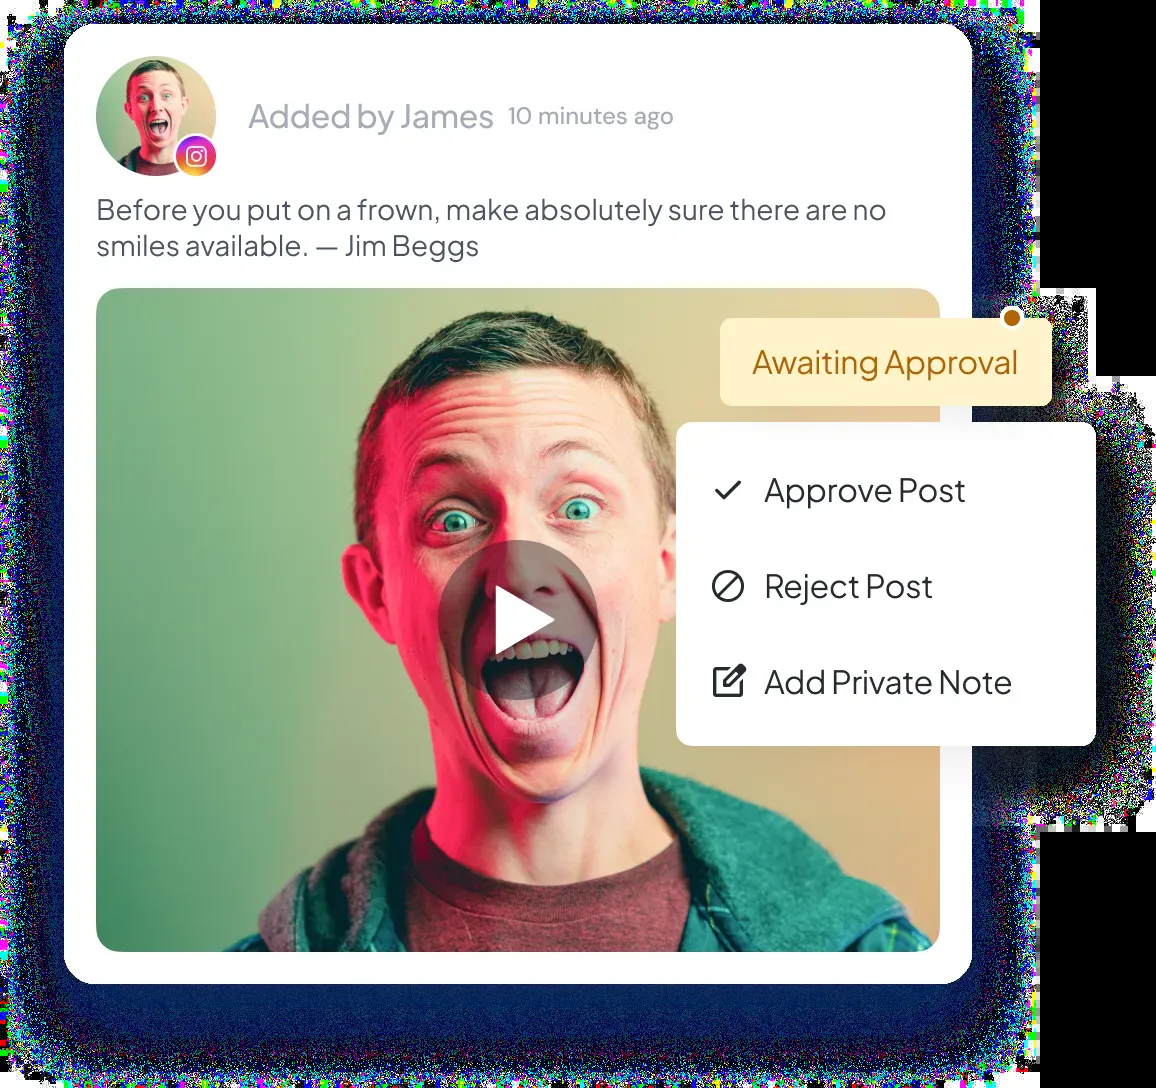 Added by James 10 minutes ago
Before you put on a frown, make absolutely sure there are no
smiles available. — Jim Beggs
Awaiting Approval
Approve Post
Reject Post
Add Private Note